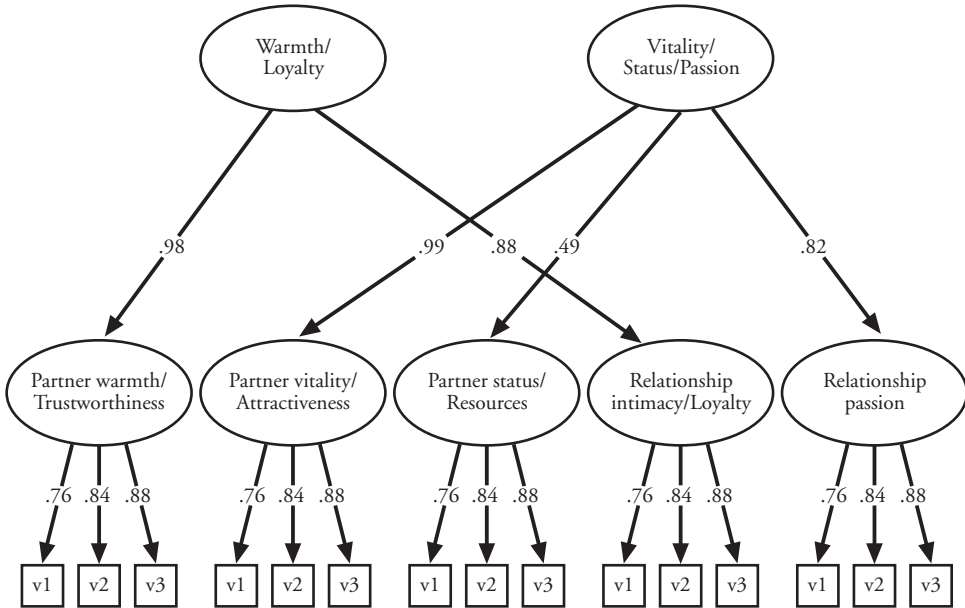 Warmth/
Loyalty
Vitality/
Status/Passion
.98
.99
.88
.49
.82
Partner warmth/
Trustworthiness
Partner vitality/
Attractiveness
Partner status/
Resources
Relationship
intimacy/Loyalty
Relationship
passion
.76 .84 .88
.76 .84 .88
.76 .84 .88
.76 .84 .88
.76 .84 .88
v1 v2 v3
v1 v2 v3
v1 v2 v3
v1 v2 v3
v1 v2 v3